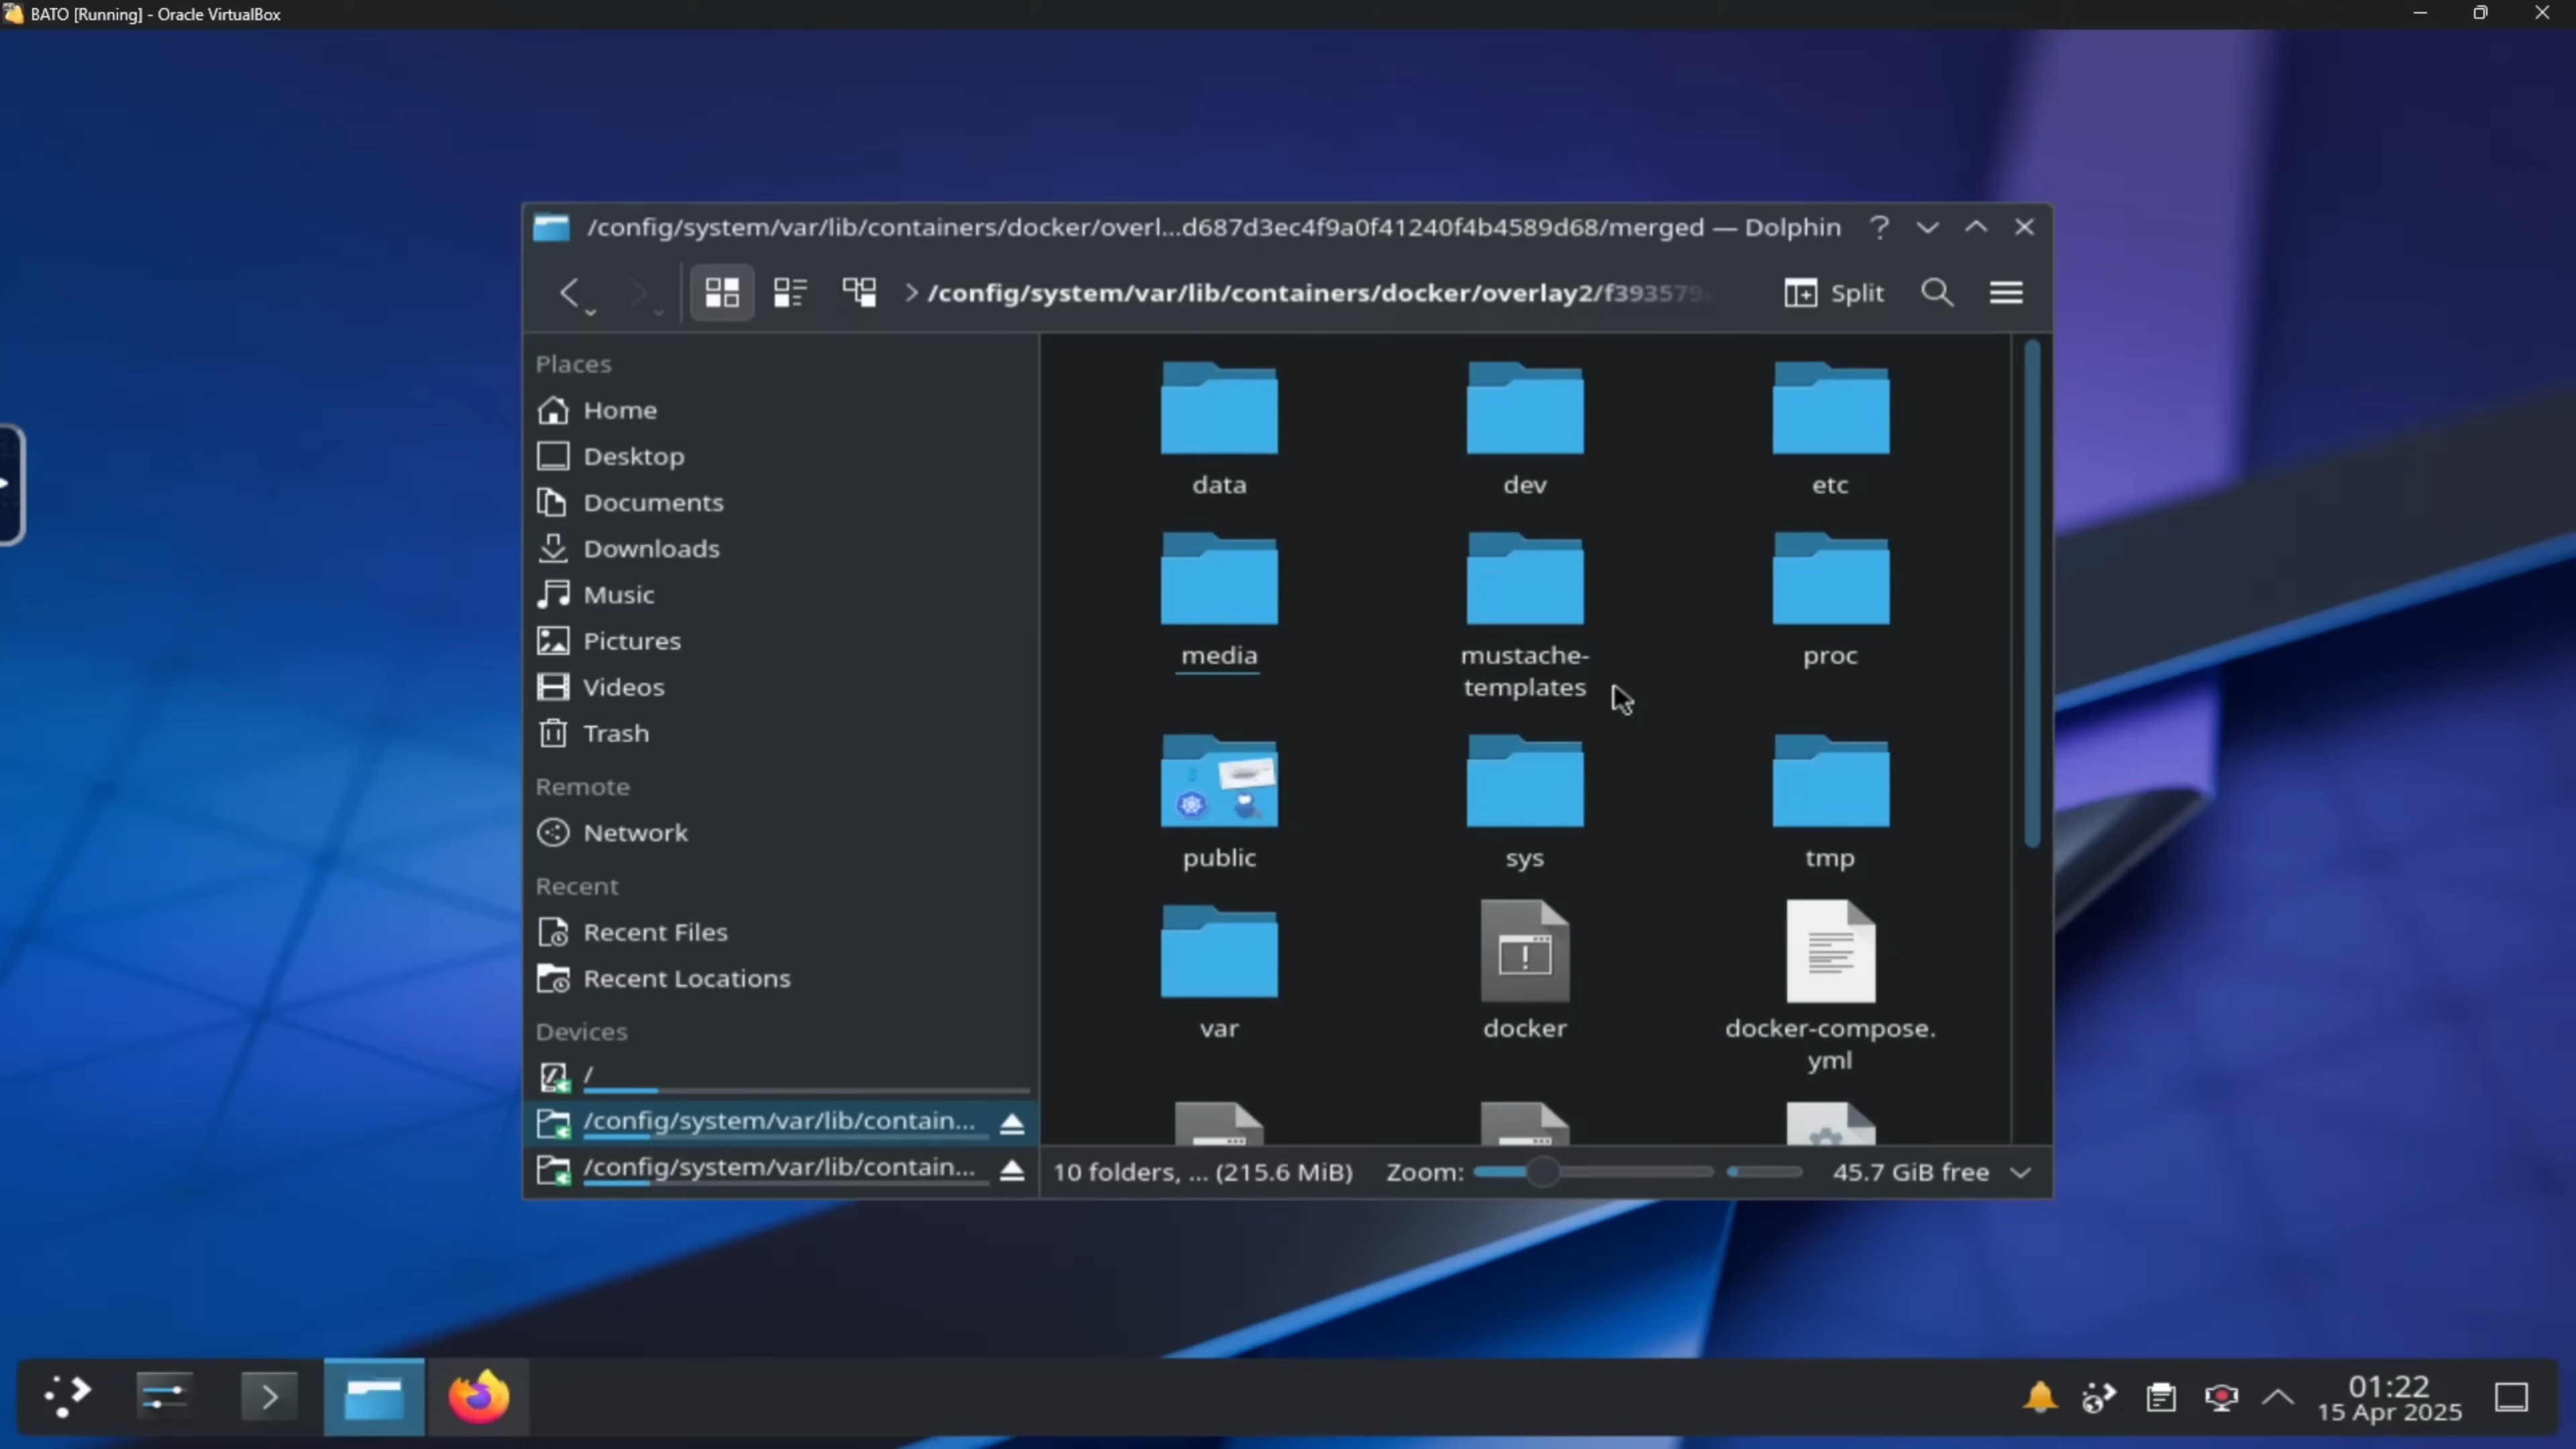 BATO [Running] - Oracle VirtualBox
/config/system/var/lib/containers/docker/overl...d687d3ec4f9a0f41240f4b4589d68/merged — Dolphin
/config/system/var/lib/containers/docker/overlay2/f393579
Split
Places
Home
Desktop
Documents
Downloads
Music
Pictures
Videos
Trash
Remote
Network
Recent
Recent Files
Recent Locations
Devices
/
/config/system/var/lib/contain...
/config/system/var/lib/contain...
data
dev
etc
media
mustache-
templates
proc
public
sys
tmp
var
docker
docker-compose.
yml
10 folders, ... (215.6 MiB)
Zoom:
45.7 GiB free
01:22
15 Apr 2025